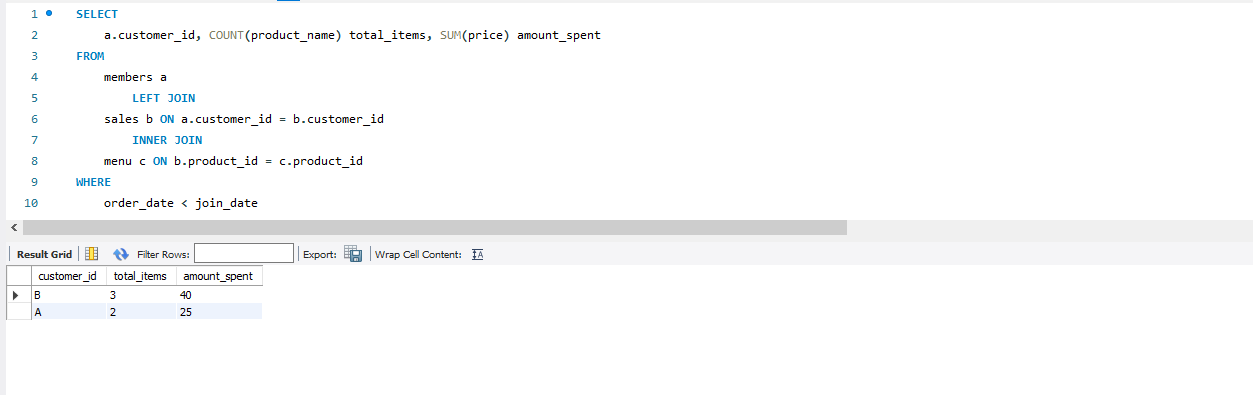 1 SELECT
2 a.customer_id, COUNT(product_name) total_items, SUM(price) amount_spent
3 FROM
4 members a
5 LEFT JOIN
6 sales b ON a.customer_id = b.customer_id
7 INNER JOIN
8 menu c ON b.product_id = c.product_id
9 WHERE
10 order_date < join_date
Result Grid Filter Rows: Export: Wrap Cell Content:
customer_id total_items amount_spent
B 3 40
A 2 25